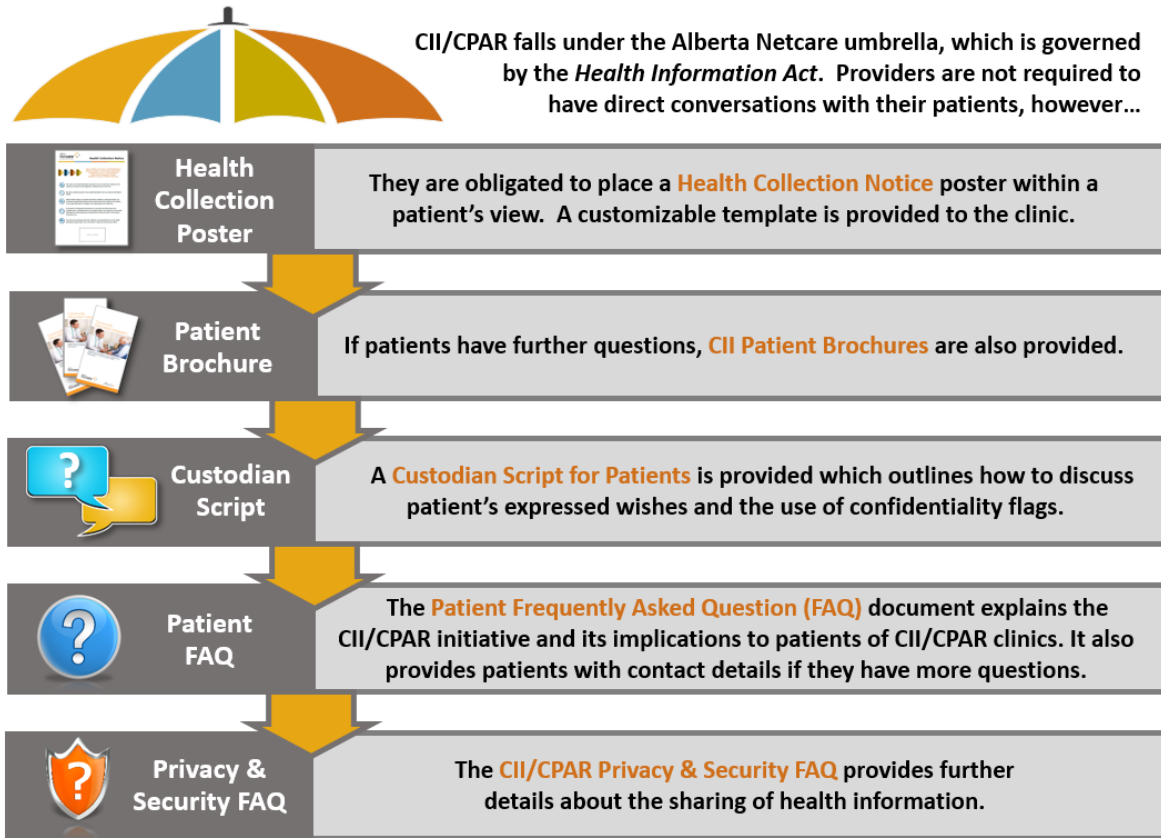 CII/CPAR falls under the Alberta Netcare umbrella, which is governed
by the Health Information Act. Providers are not required to
have direct conversations with their patients, however…
Health Collection Notice
Health
Collection
Poster
They are obligated to place a Health Collection Notice poster within a
patient's view. A customizable template is provided to the clinic.
Patient
Brochure
If patients have further questions, CII Patient Brochures are also provided.
?
Custodian
Script
A Custodian Script for Patients is provided which outlines how to discuss
patient's expressed wishes and the use of confidentiality flags.
?
Patient
FAQ
The Patient Frequently Asked Question (FAQ) document explains the
CII/CPAR initiative and its implications to patients of CII/CPAR clinics. It also
provides patients with contact details if they have more questions.
?
Privacy &
Security FAQ
The CII/CPAR Privacy & Security FAQ provides further
details about the sharing of health information.